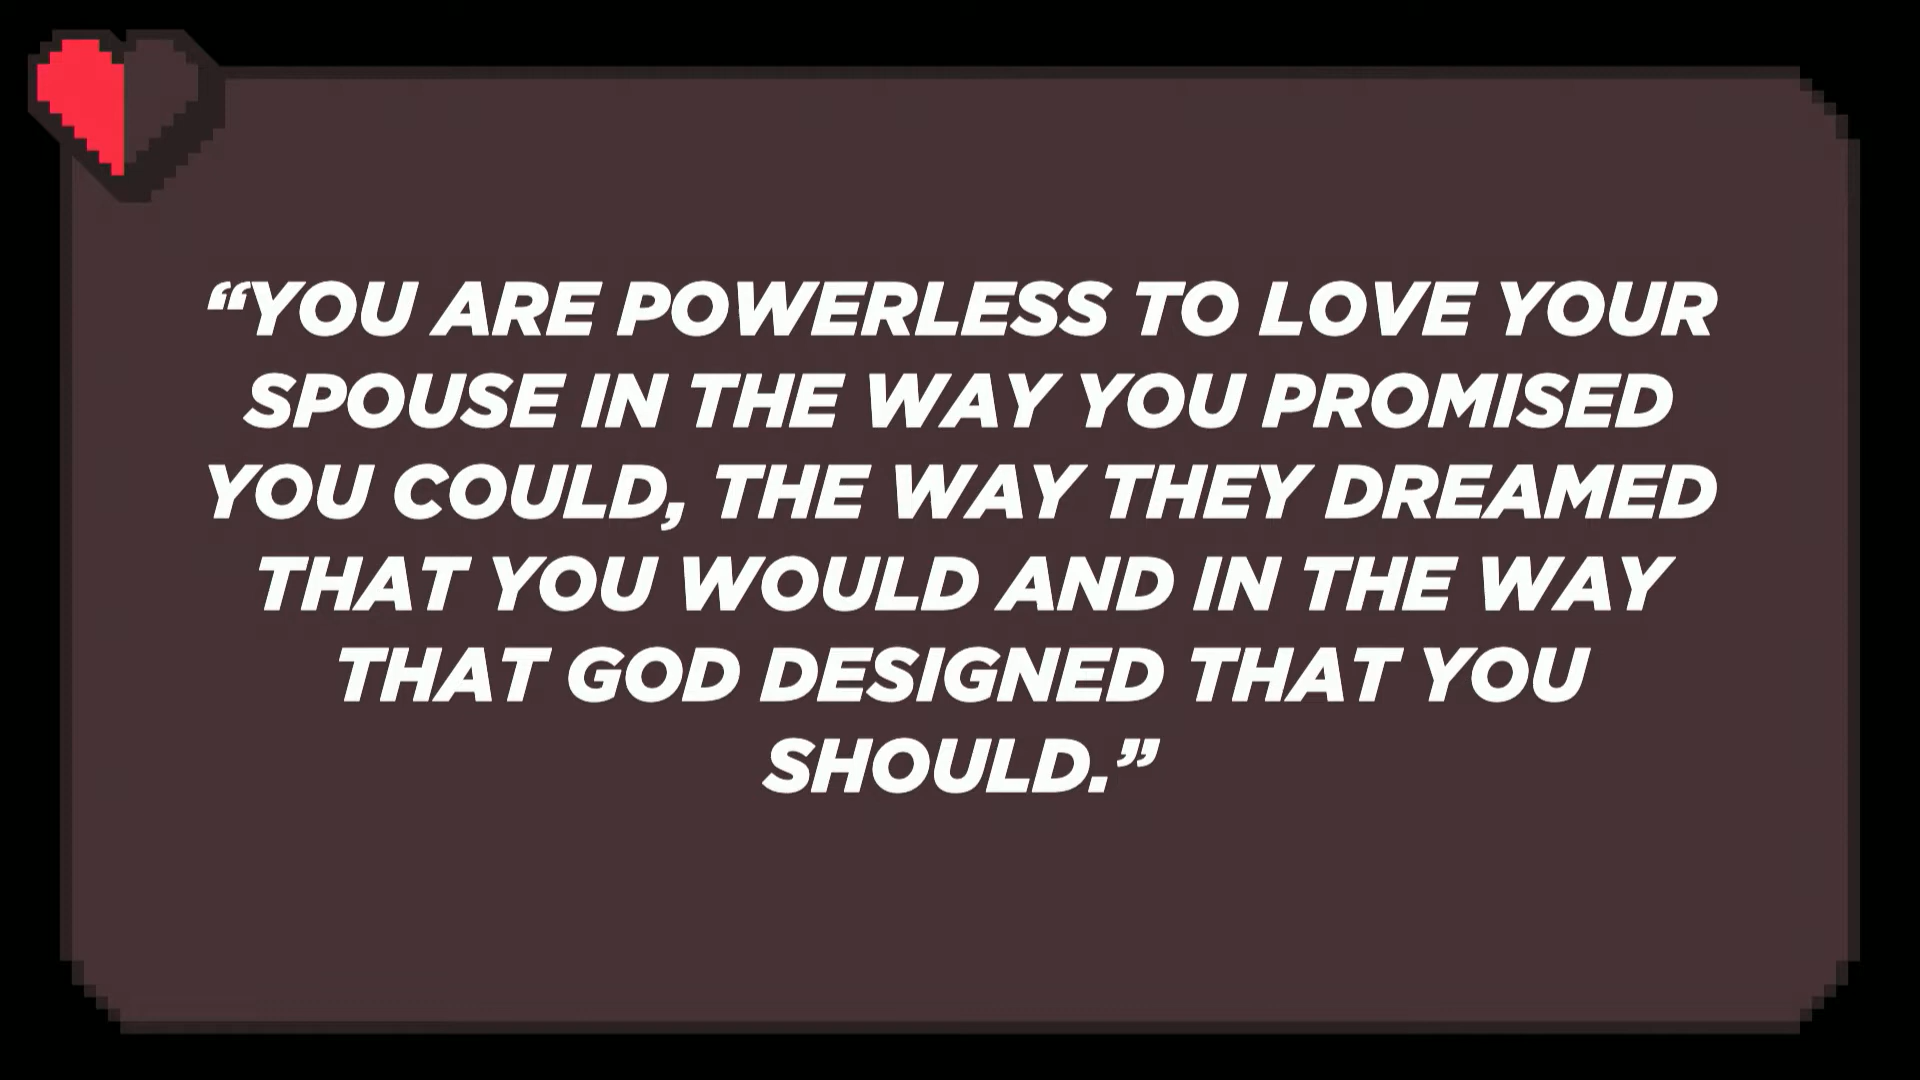 “YOU ARE POWERLESS TO LOVE YOUR
SPOUSE IN THE WAY YOU PROMISED
YOU COULD, THE WAY THEY DREAMED
THAT YOU WOULD AND IN THE WAY
THAT GOD DESIGNED THAT YOU
SHOULD.”